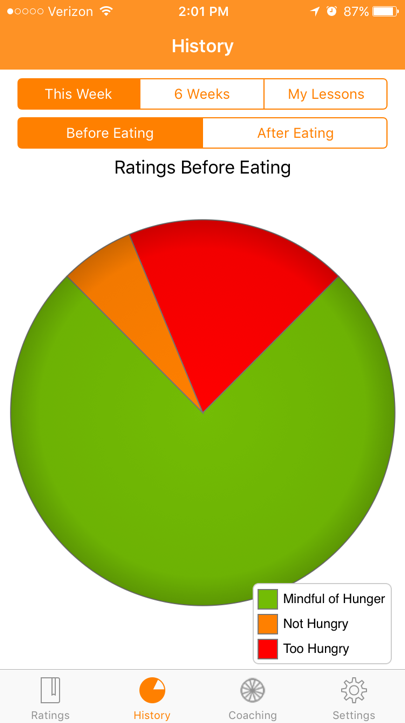 Verizon 2:01 PM 87%
History
This Week 6 Weeks My Lessons
Before Eating After Eating
Ratings Before Eating
Mindful of Hunger
Not Hungry
Too Hungry
Ratings History Coaching Settings